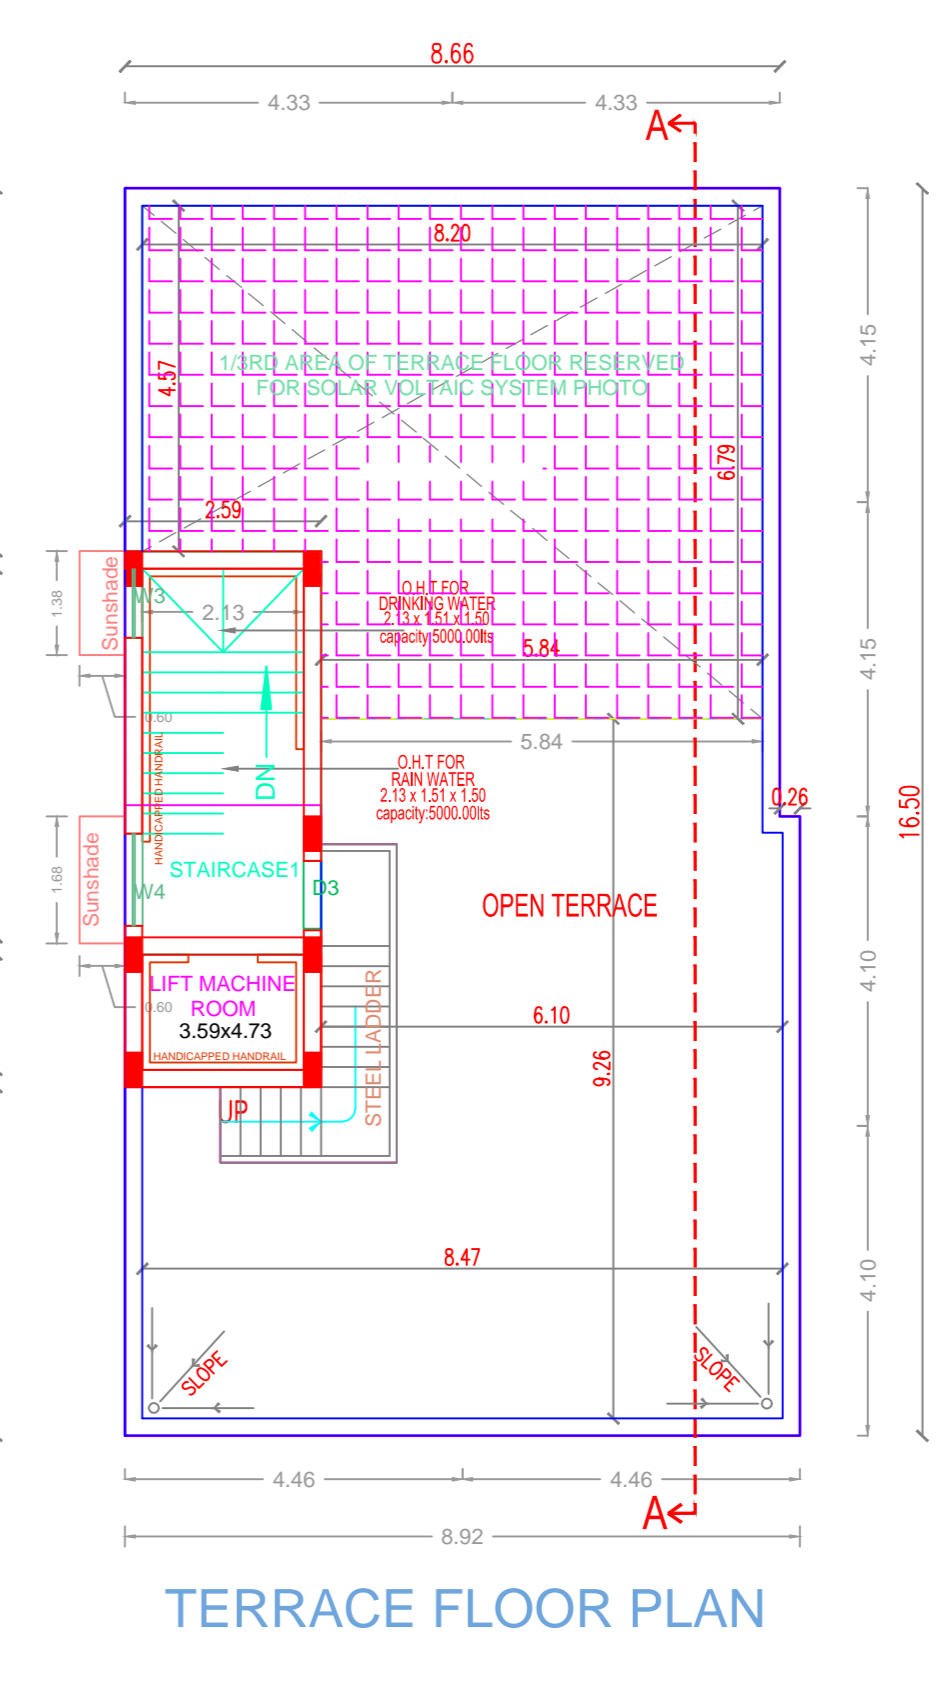 8.66
4.33
4.33
A
8.20
4.15
1/3RD AREA OF TERRACE FLOOR RESERVED
FOR SOLAR VOLTAIC SYSTEM PHOTO
4.57
6.79
2.59
Sunshade
1.38
W3
2.13
O.H.T FOR
DRINKING WATER
2.13 x 1.51 x 1.50
capacity:5000.00lts
5.84
4.15
0.60
5.84
HANDICAPPED HANDRAIL
DN
O.H.T FOR
RAIN WATER
2.13 x 1.51 x 1.50
capacity:5000.00lts
0.26
16.50
Sunshade
1.68
STAIRCASE1
W4
D3
OPEN TERRACE
4.10
LIFT MACHINE
ROOM
3.59x4.73
HANDICAPPED HANDRAIL
0.60
STEEL LADDER
6.10
9.26
UP
8.47
4.10
SLOPE
SLOPE
4.46
4.46
A
8.92
TERRACE FLOOR PLAN